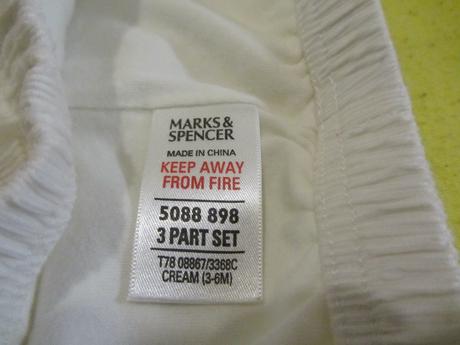 MARKS &
SPENCER
MADE IN CHINA
KEEP AWAY
FROM FIRE
5088 898
3 PART SET
T78 08867/3368C
CREAM (3-6M)